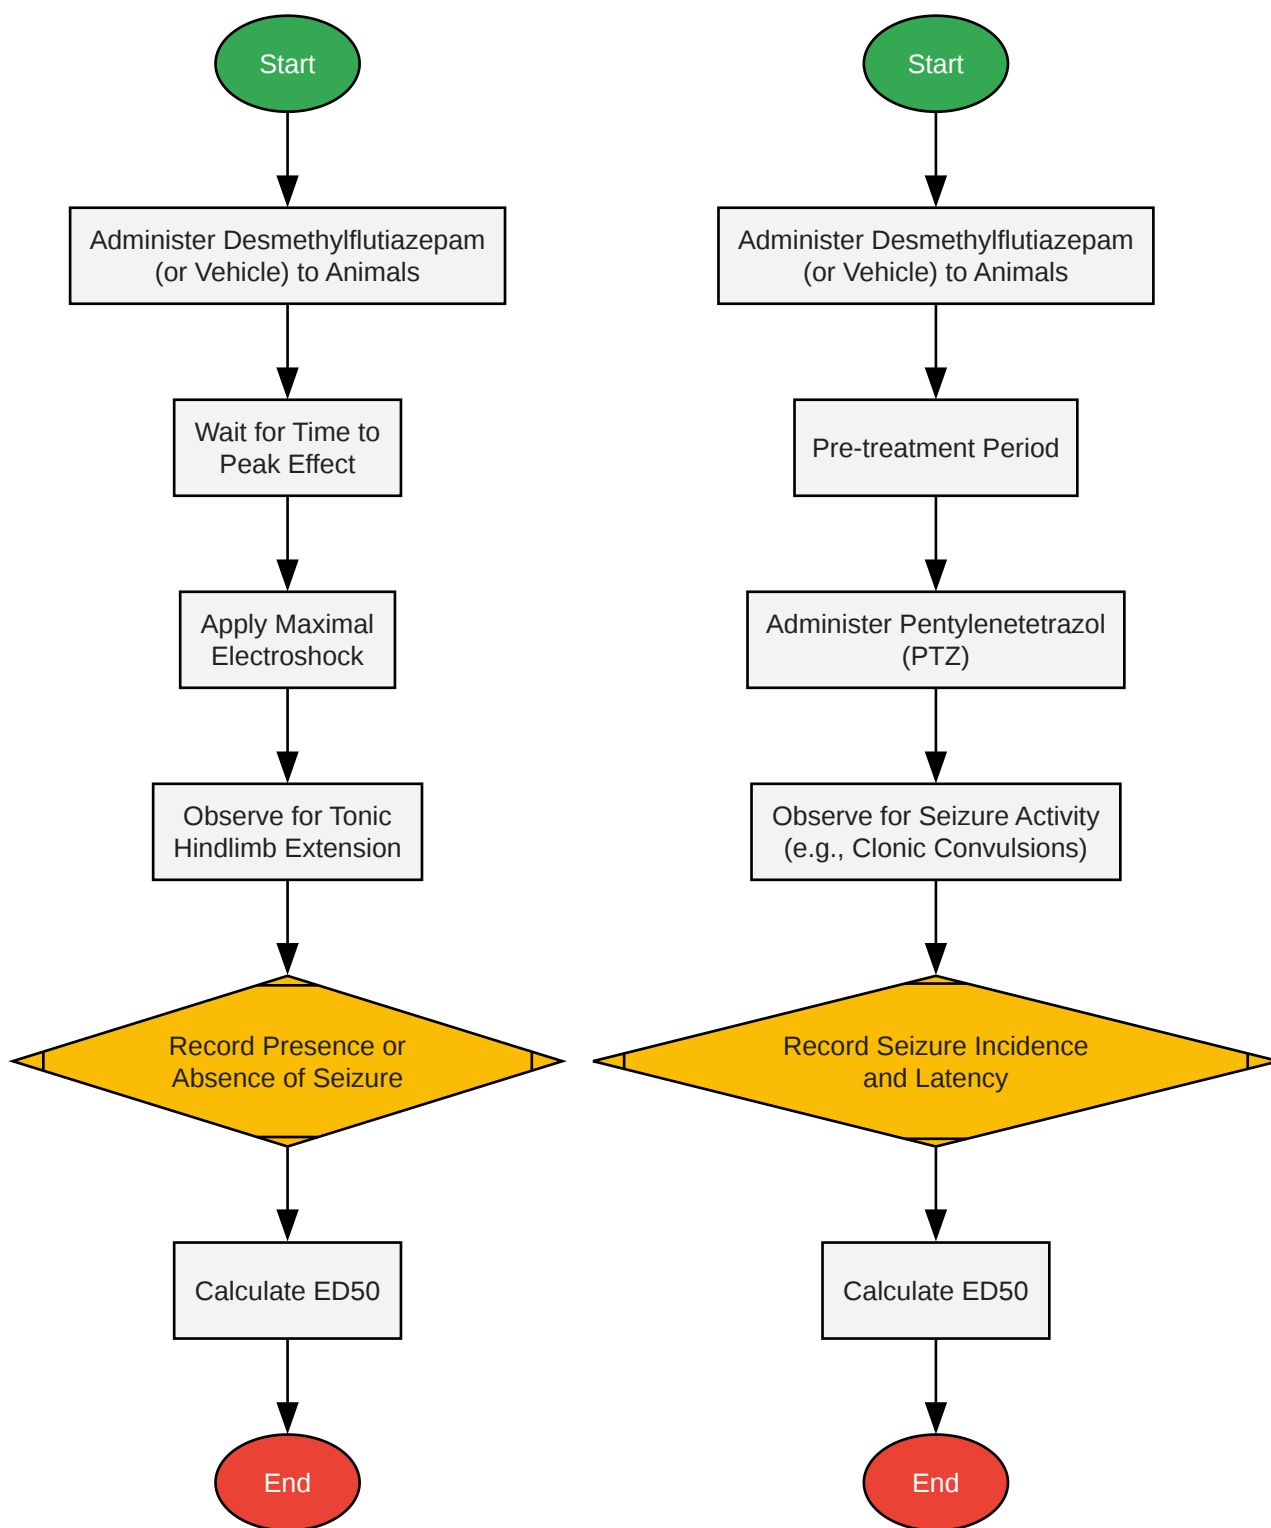 Start
Administer Desmethylflutiazepam
(or Vehicle) to Animals
Wait for Time to
Peak Effect
Apply Maximal
Electroshock
Observe for Tonic
Hindlimb Extension
Record Presence or
Absence of Seizure
Calculate ED50
End
Start
Administer Desmethylflutiazepam
(or Vehicle) to Animals
Pre-treatment Period
Administer Pentylenetetrazol
(PTZ)
Observe for Seizure Activity
(e.g., Clonic Convulsions)
Record Seizure Incidence
and Latency
Calculate ED50
End